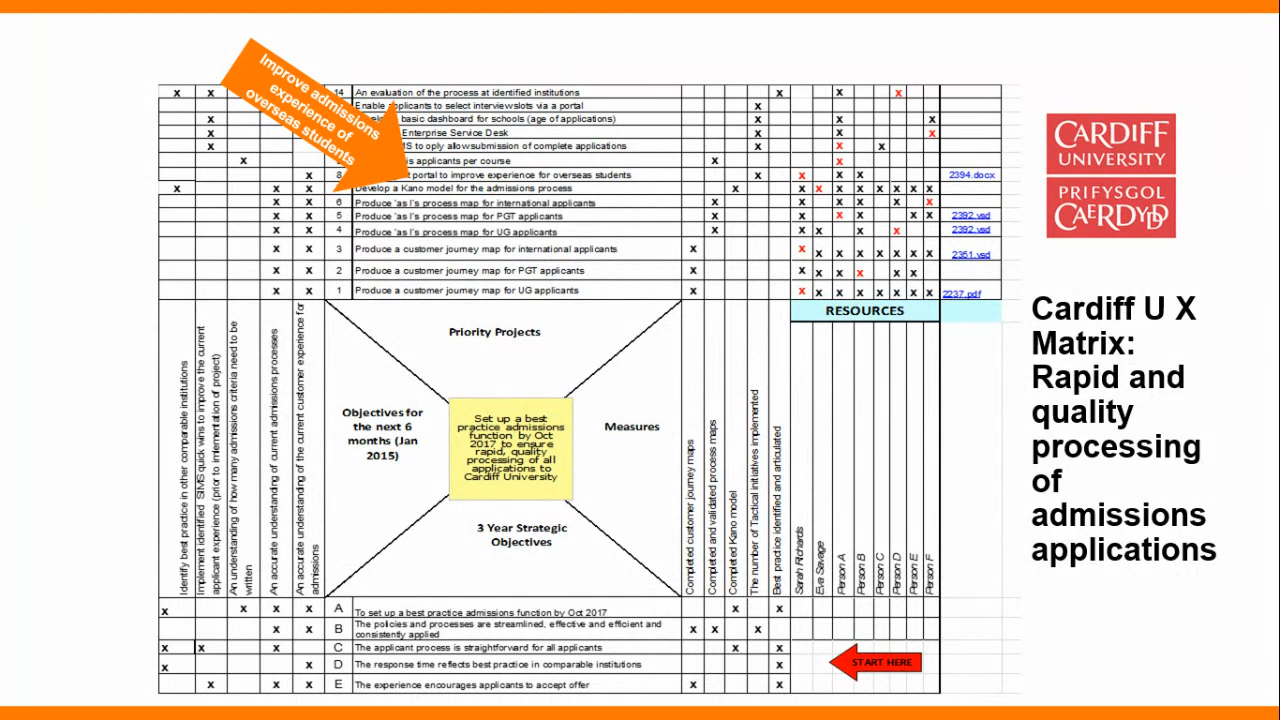 Improve admissions
experience of
overseas students
x x 14 An evaluation of the process at identified institutions x x x
Enable applicants to select interviewslots via a portal x
x basic dashboard for schools (age of applications) x x x
x Enterprise Service Desk x x x
x to oply allowsubmission of complete applications x x x
x is applicants per course x x
x 8 portal to improve experience for overseas students x x x x 2394.docx
x x x Develop a Kano model for the admissions process x x x x x x x x x
x x 6 Produce 'as I's process map for international applicants x x x x x x
x x 5 Produce 'as I's process map for PGT applicants x x x x x x 2392.vsd
x x 4 Produce 'as I's process map for UG applicants x x x x x 2392.vsd
x x 3 Produce a customer journey map for international applicants x x x x x x x x x 2351.vsd
x x 2 Produce a customer journey map for PGT applicants x x x x x x x
x x 1 Produce a customer journey map for UG applicants x x x x x x x x x 2237.pdf
RESOURCES
Identify best practice in other comparable institutions
Implement identified SIMS quick wins to improve the current
applicant experience (prior to imlementation of project)
An understanding of how many admissions criteria need to be
written
An accurate understanding of current admissions processes
An accurate understanding of the current customer experience for
admissions
Priority Projects
Objectives for
the next 6
months (Jan
2015)
Set up a best
practice admissions
function by Oct
2017 to ensure
rapid, quality
processing of all
applications to
Cardiff University
Measures
3 Year Strategic
Objectives
Completed customer journey maps
Completed and validated process maps
Completed Kano model
The number of Tactical initiatives implemented
Best practice identified and articulated
Sarah Richards
Eva Savage
Person A
Person B
Person C
Person D
Person E
Person F
x x x x A To set up a best practice admissions function by Oct 2017 x x
x x B The policies and processes are streamlined, effective and efficient and
consistently applied x x x
x x x C The applicant process is straightforward for all applicants x x
x x D The response time reflects best practice in comparable institutions x
x x x E The experience encourages applicants to accept offer x x
START HERE
CARDIFF
UNIVERSITY
PRIFYSGOL
CAERDYDD
Cardiff U X
Matrix:
Rapid and
quality
processing
of
admissions
applications